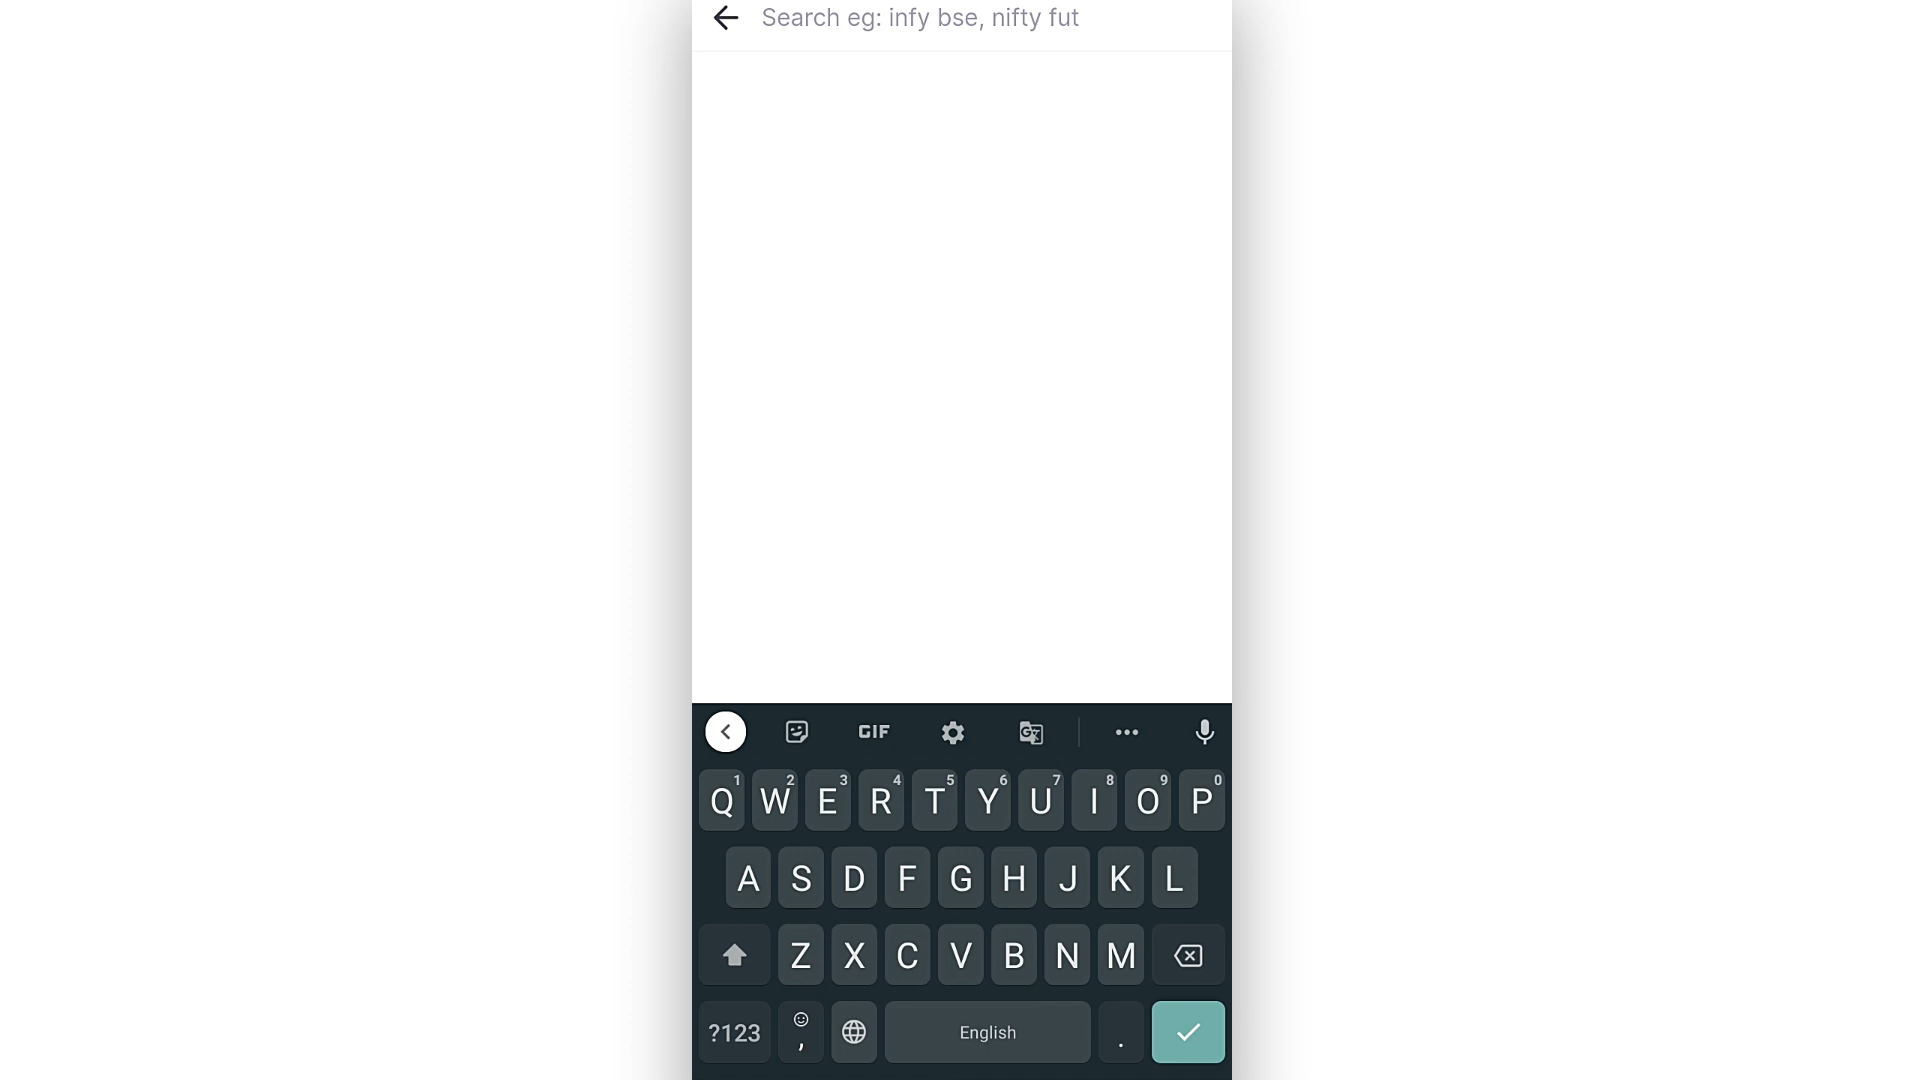 Search eg: infy bse, nifty fut
GIF
1 2 3 4 5 6 7 8 9 0
Q W E R T Y U I O P
A S D F G H J K L
Z X C V B N M
?123 , English .